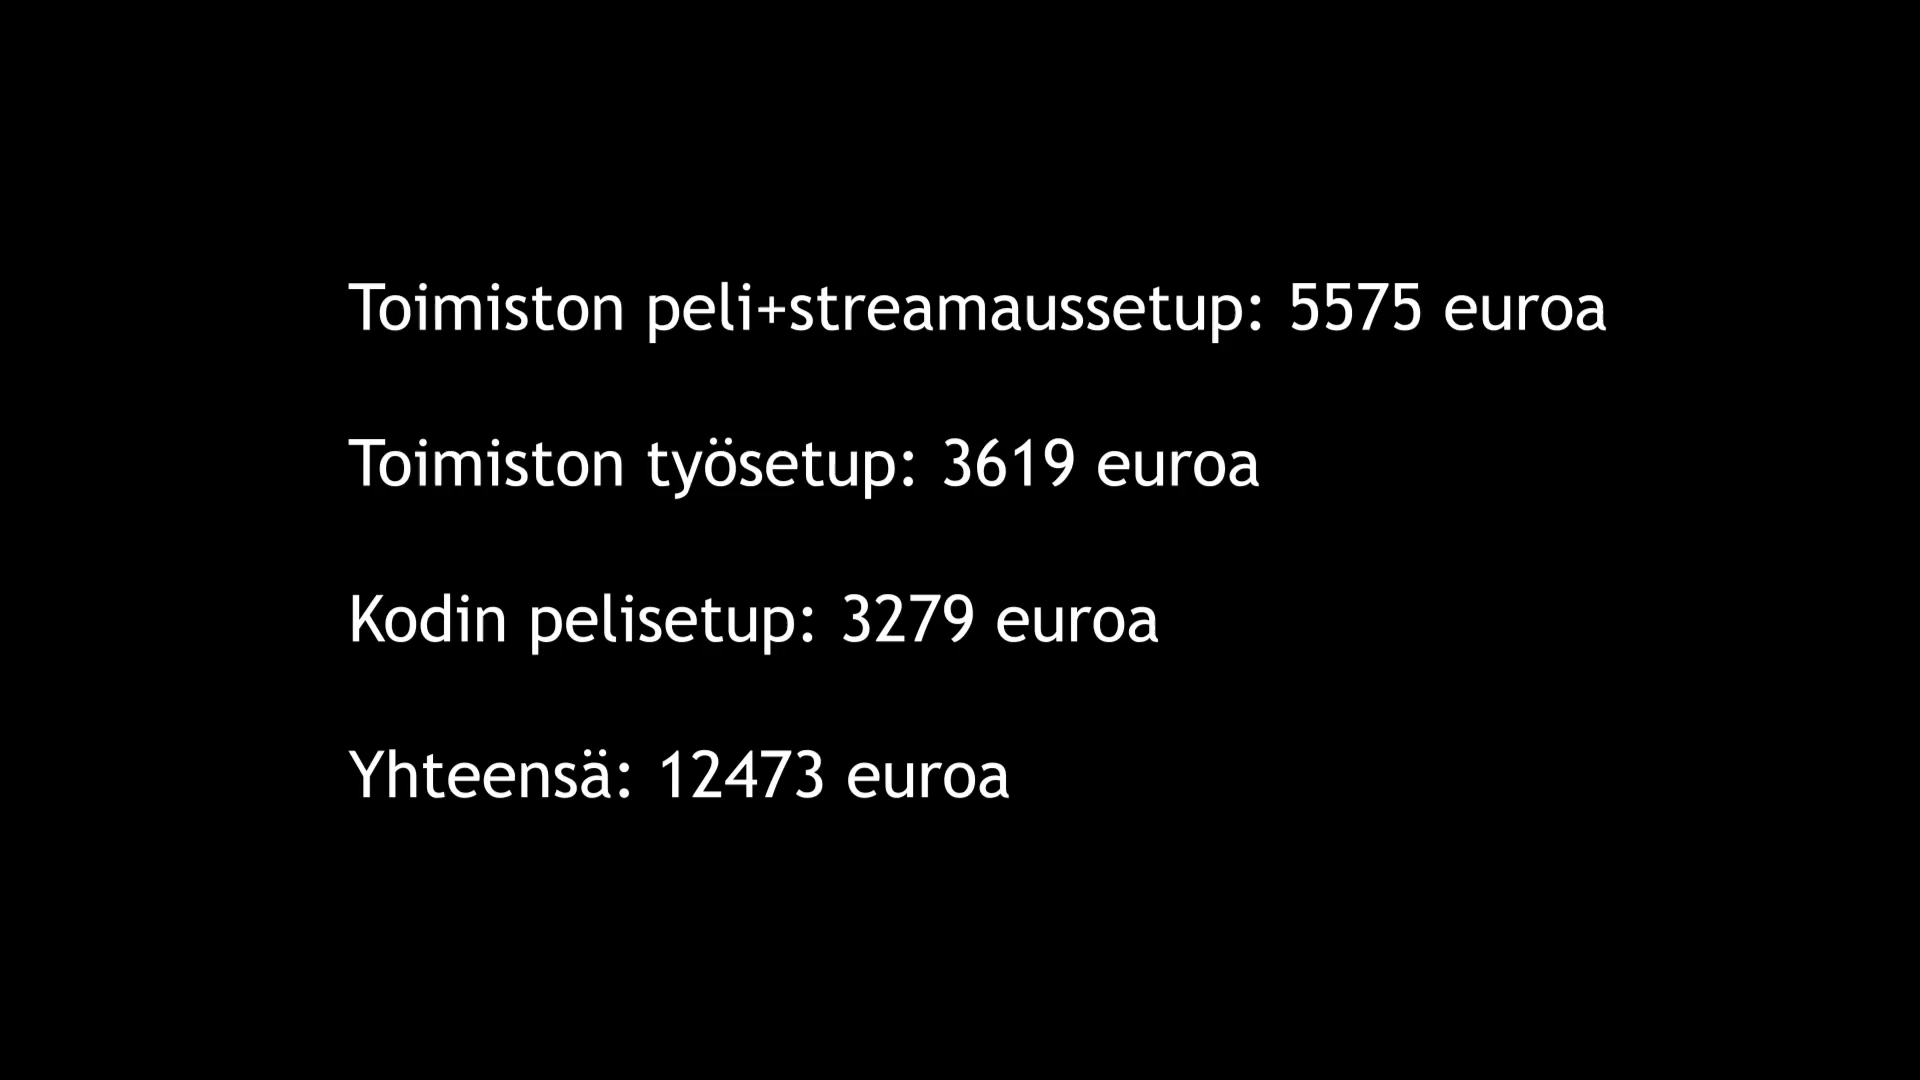 Toimiston peli+streamaussetup: 5575 euroa
Toimiston työsetup: 3619 euroa
Kodin pelisetup: 3279 euroa
Yhteensä: 12473 euroa